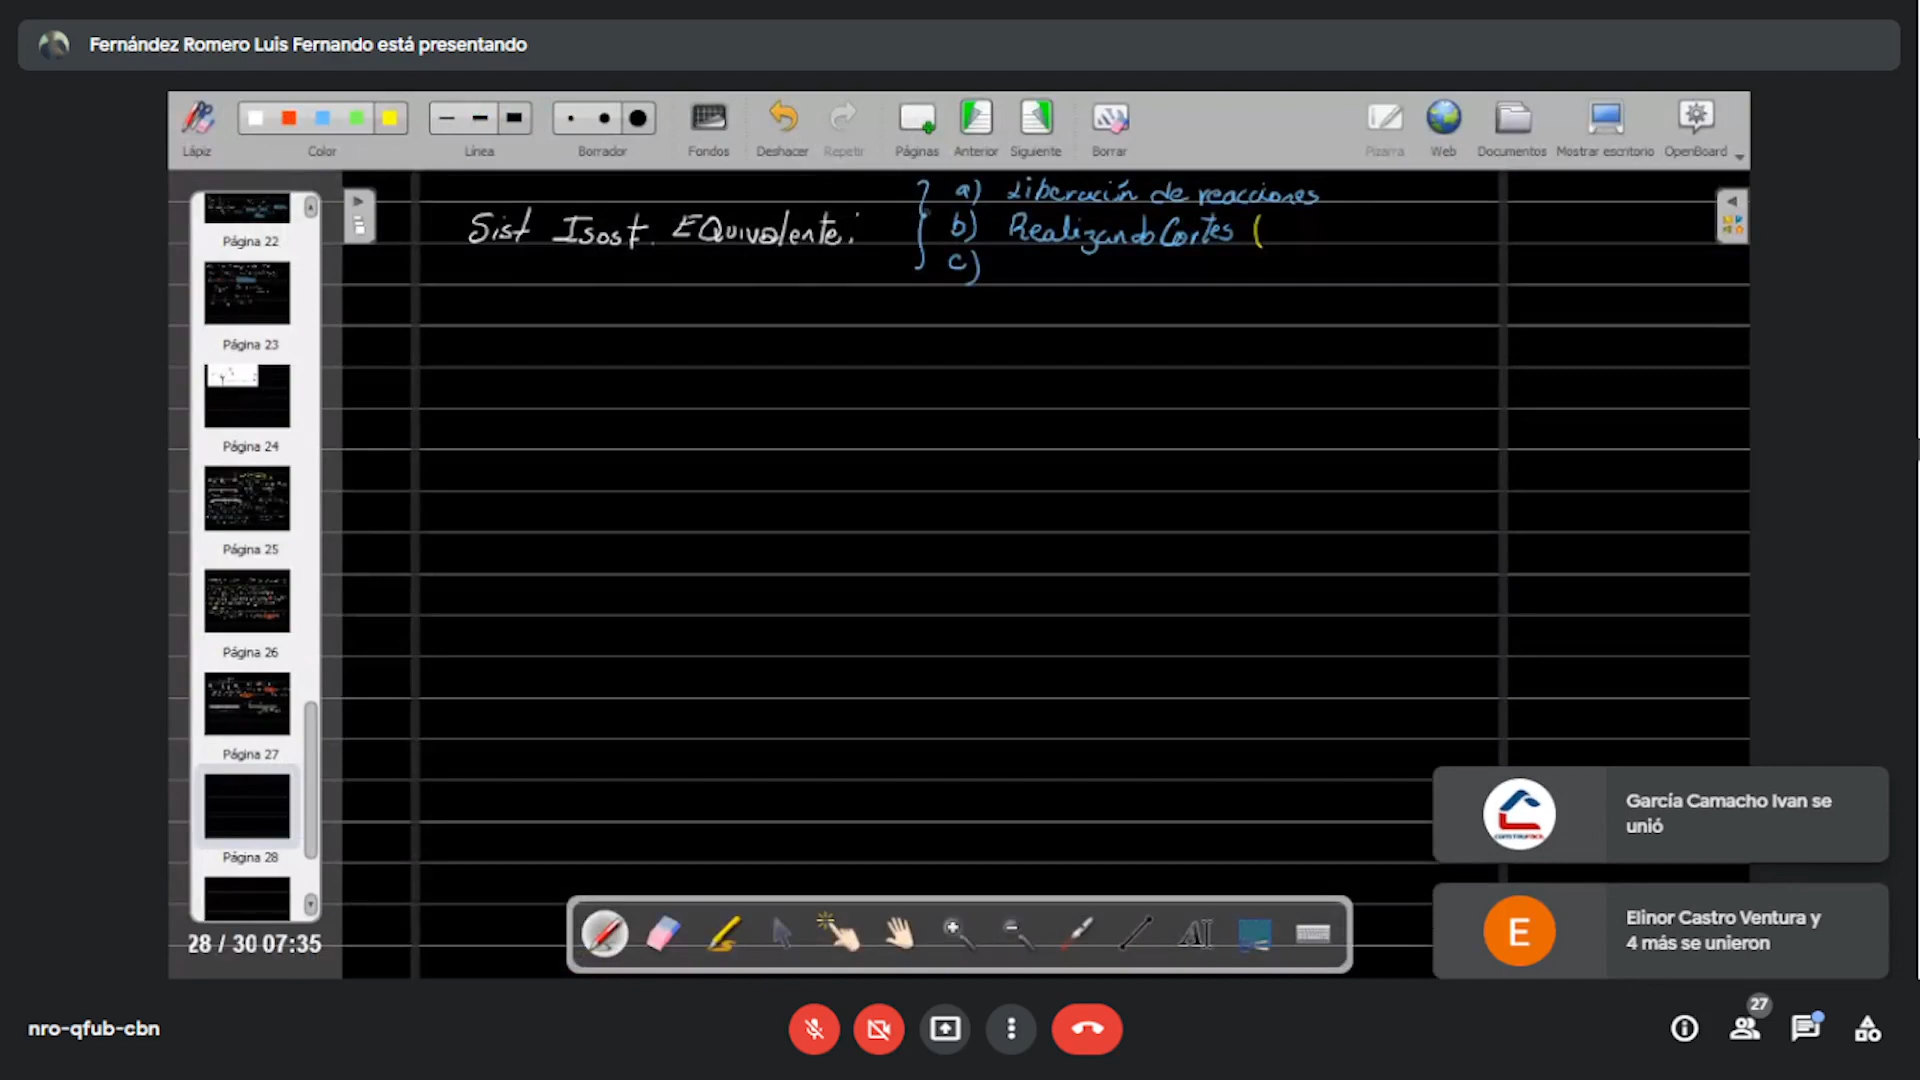 Fernández Romero Luis Fernando está presentando
Lápiz
Color
Línea
Borrador
Fondos
Deshacer
Repetir
Páginas
Anterior
Siguiente
Borrar
Pizarra
Web
Documentos
Mostrar escritorio
OpenBoard
Página 22
Página 23
Página 24
Página 25
Página 26
Página 27
Página 28
28 / 30 07:35
Sist Isost. EQuivalente:
a) Liberación de reacciones
b) Realizando Cortes (
c)
García Camacho Ivan se
unió
E
Elinor Castro Ventura y
4 más se unieron
nro-qfub-cbn
27